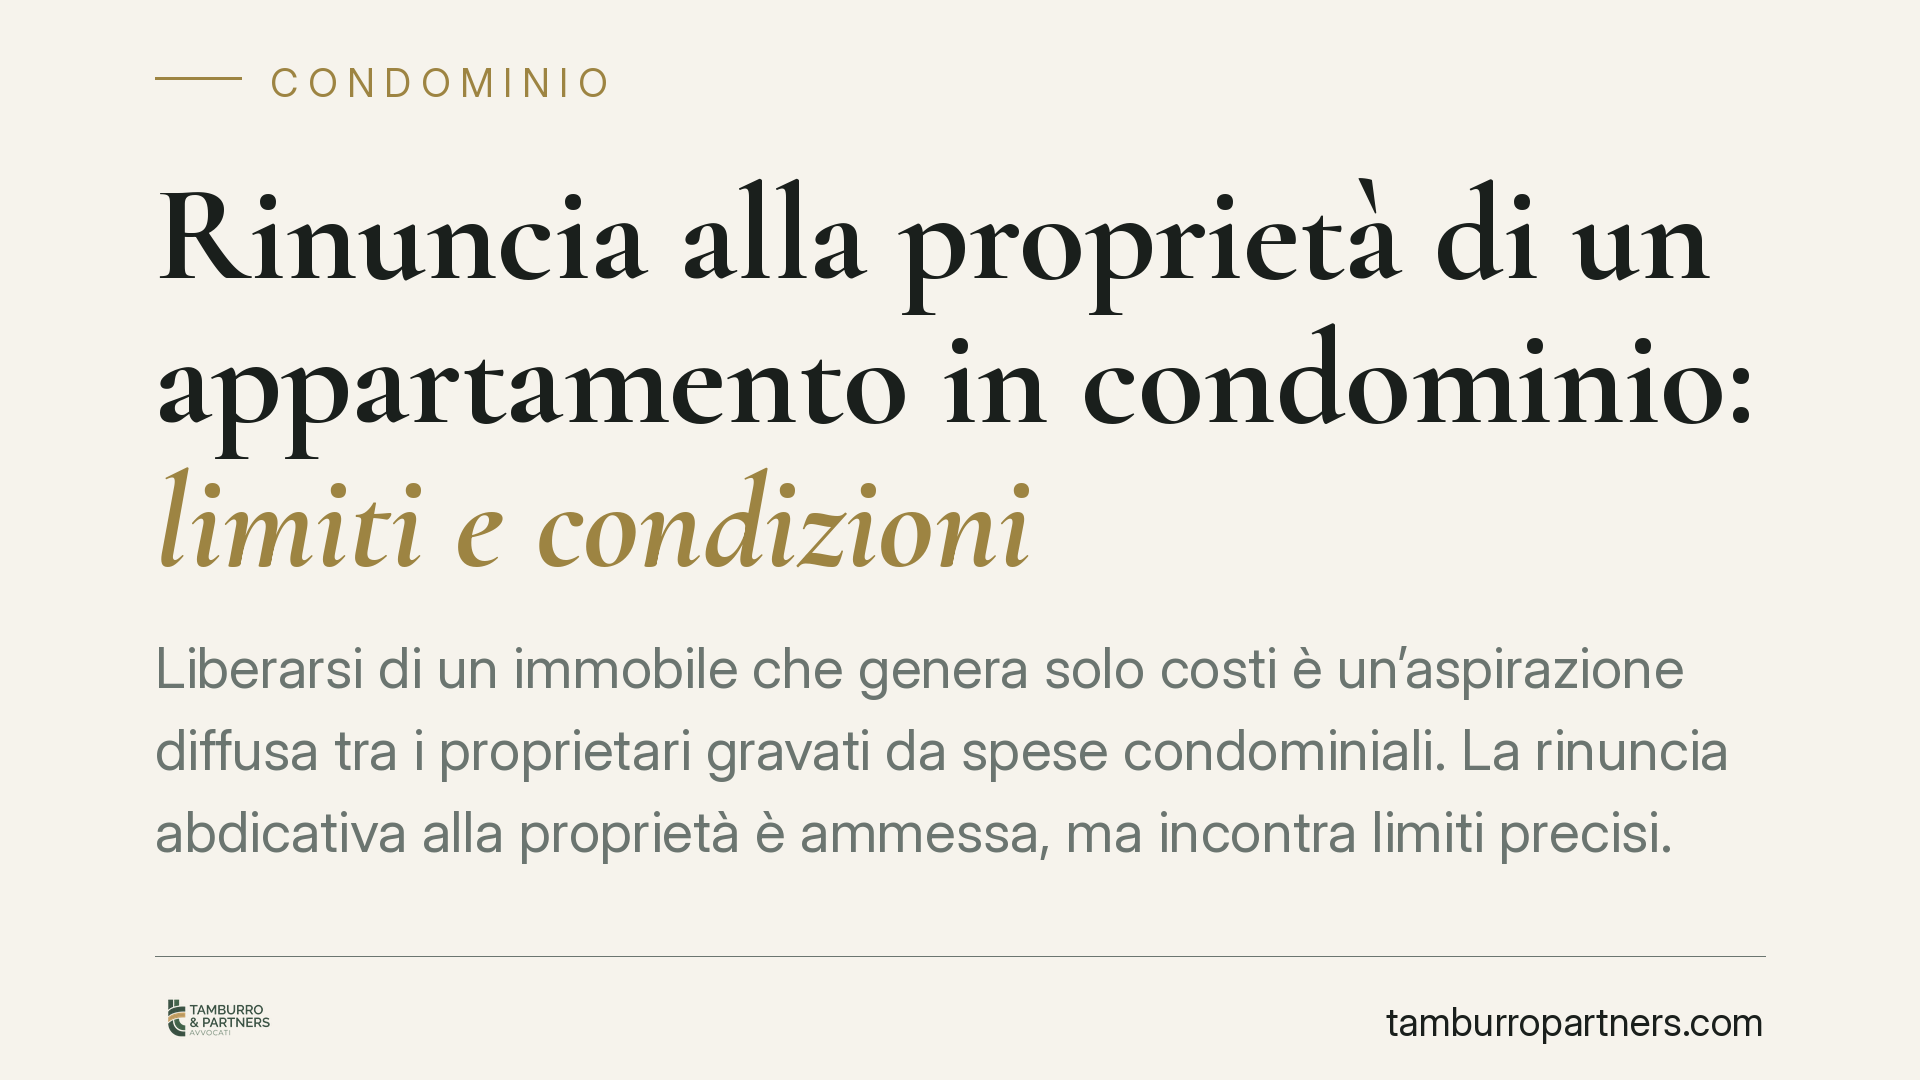 CONDOMINIO
Rinuncia alla proprietà di un
appartamento in condominio:
limiti e condizioni
Liberarsi di un immobile che genera solo costi è un’aspirazione
diffusa tra i proprietari gravati da spese condominiali. La rinuncia
abdicativa alla proprietà è ammessa, ma incontra limiti precisi.
TAMBURRO
& PARTNERS
AVVOCATI
tamburropartners.com